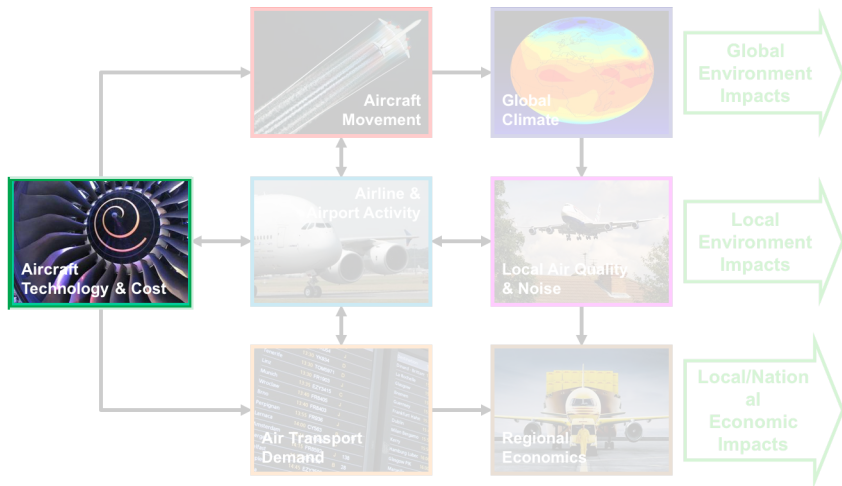 Aircraft
Movement
Global
Climate
Global
Environment
Impacts
Aircraft
Technology & Cost
Airline &
Airport Activity
Local Air Quality
& Noise
Local
Environment
Impacts
Air Transport
Demand
Regional
Economics
Local/Nation
al
Economic
Impacts